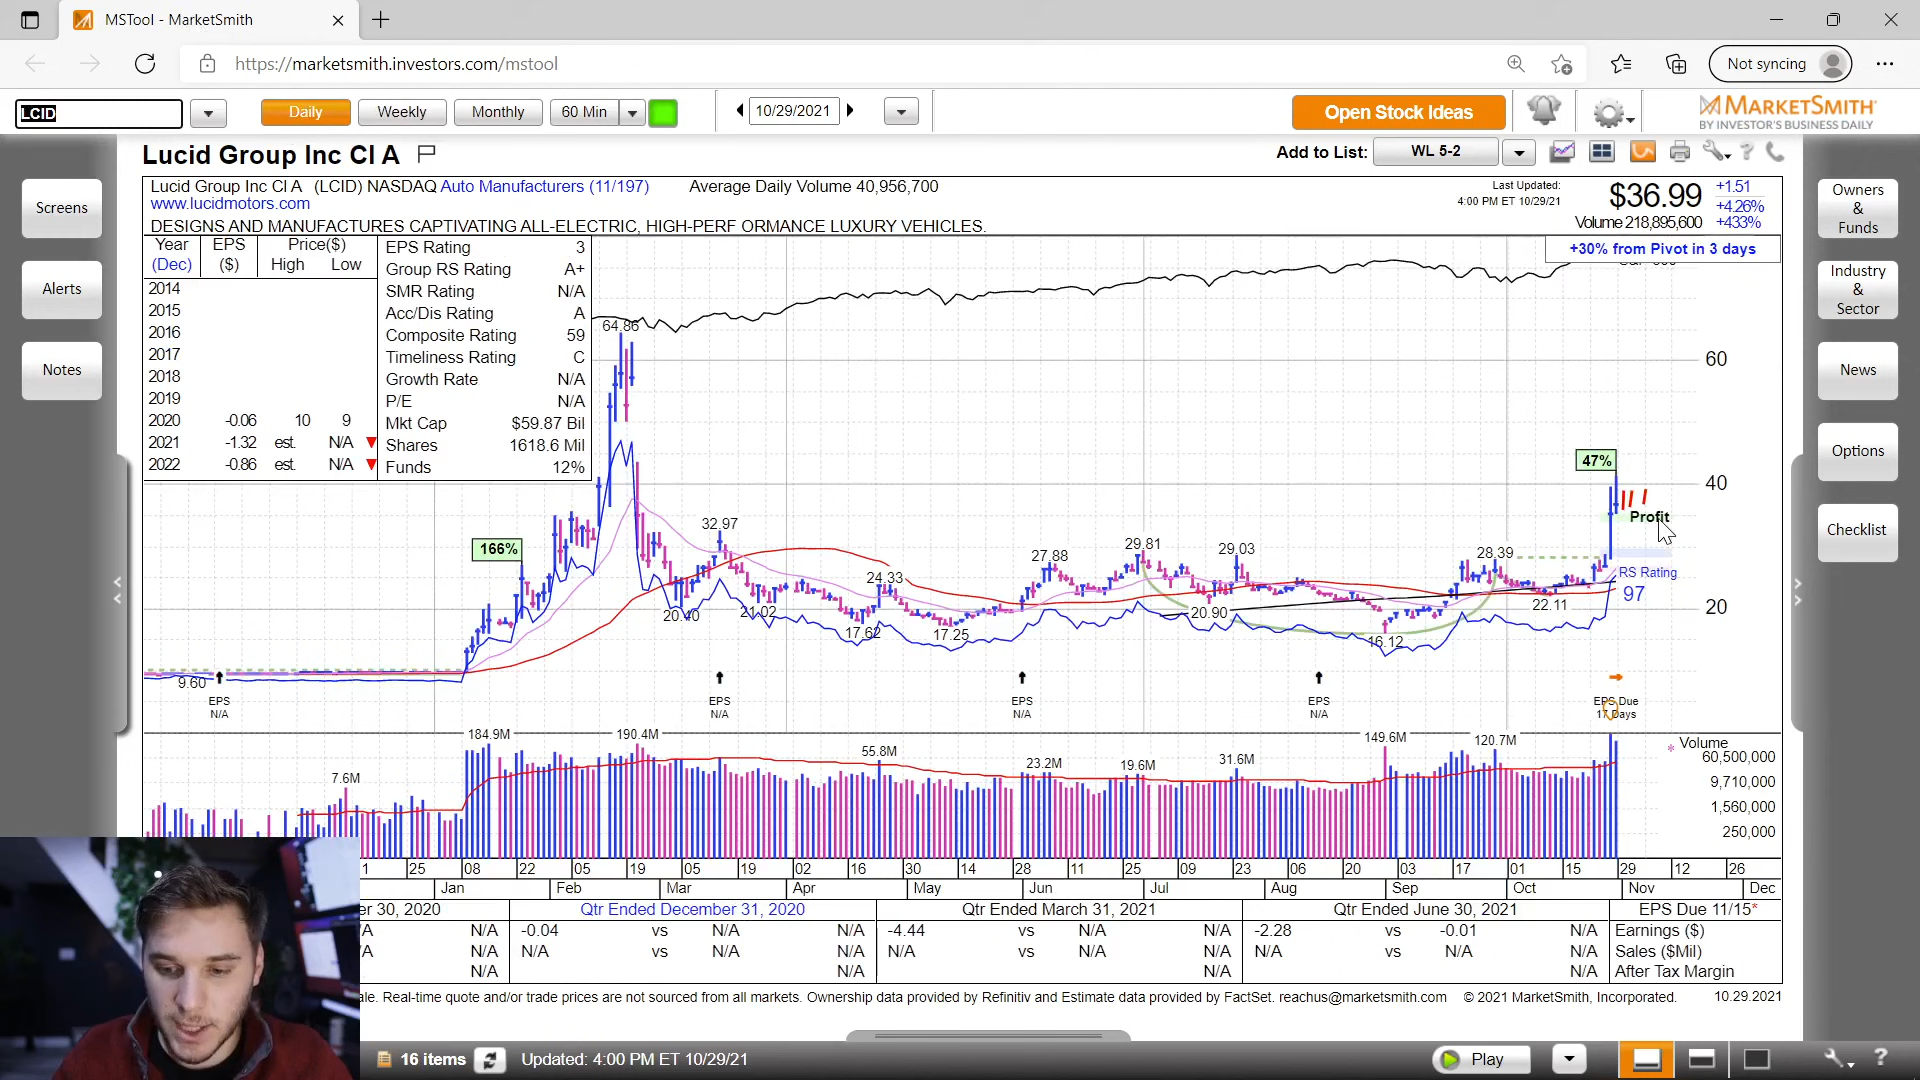 MSTool - MarketSmith
https://marketsmith.investors.com/mstool
Not syncing
LCID
Daily
Weekly
Monthly
60 Min
10/29/2021
Open Stock Ideas
MARKETSMITH
BY INVESTOR'S BUSINESS DAILY
Lucid Group Inc Cl A
Add to List:
WL 5-2
Screens
Alerts
Notes
Owners
&
Funds
Industry
&
Sector
News
Options
Checklist
Lucid Group Inc Cl A (LCID) NASDAQ Auto Manufacturers (11/197) Average Daily Volume 40,956,700
www.lucidmotors.com
DESIGNS AND MANUFACTURES CAPTIVATING ALL-ELECTRIC, HIGH-PERF ORMANCE LUXURY VEHICLES.
Last Updated:
4:00 PM ET 10/29/21
$36.99
+1.51
+4.26%
Volume 218,895,600 +433%
+30% from Pivot in 3 days
Year EPS Price($)
(Dec) ($) High Low
2014
2015
2016
2017
2018
2019
2020 -0.06 10 9
2021 -1.32 est. N/A
2022 -0.86 est. N/A
EPS Rating 3
Group RS Rating A+
SMR Rating N/A
Acc/Dis Rating A
Composite Rating 59
Timeliness Rating C
Growth Rate N/A
P/E N/A
Mkt Cap $59.87 Bil
Shares 1618.6 Mil
Funds 12%
64.86
60
47%
40
Profit
166%
32.97
24.33
27.88
29.81
29.03
28.39
RS Rating
97
20
20.40
21.02
17.62
17.25
20.90
16.12
22.11
9.60
EPS
N/A
EPS
N/A
EPS
N/A
EPS
N/A
EPS Due
17 Days
7.6M
184.9M
190.4M
55.8M
23.2M
19.6M
31.6M
149.6M
120.7M
Volume
60,500,000
9,710,000
1,560,000
250,000
25 08 22 05 19 05 19 02 16 30 14 28 11 25 09 23 06 20 03 17 01 15 29 12 26
Jan Feb Mar Apr May Jun Jul Aug Sep Oct Nov Dec
er 30, 2020 Qtr Ended December 31, 2020 Qtr Ended March 31, 2021 Qtr Ended June 30, 2021 EPS Due 11/15*
/A N/A -0.04 vs N/A N/A -4.44 vs N/A N/A -2.28 vs -0.01 N/A Earnings ($)
/A N/A N/A vs N/A N/A N/A vs N/A N/A N/A vs N/A N/A Sales ($Mil)
N/A N/A N/A N/A After Tax Margin
ale. Real-time quote and/or trade prices are not sourced from all markets. Ownership data provided by Refinitiv and Estimate data provided by FactSet. reachus@marketsmith.com © 2021 MarketSmith, Incorporated. 10.29.2021
16 items
Updated: 4:00 PM ET 10/29/21
Play